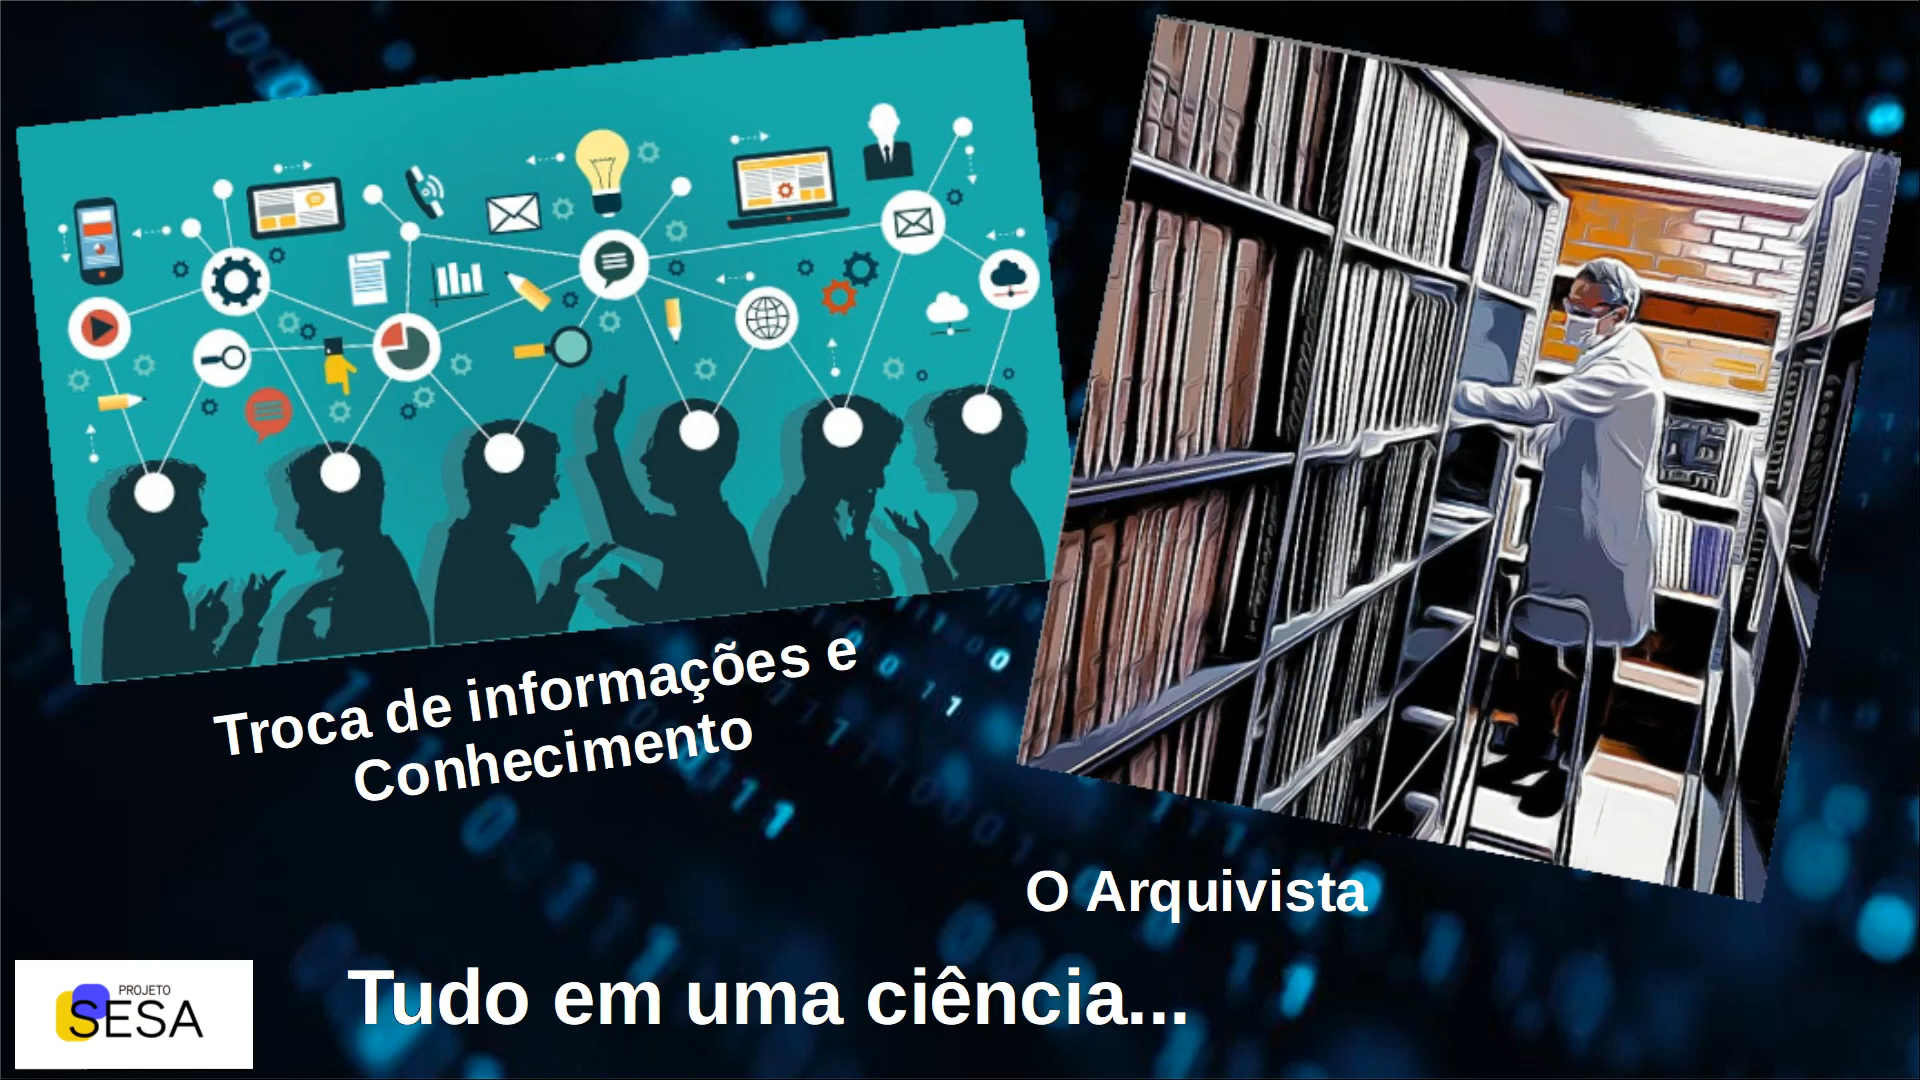 Troca de informações e
Conhecimento
O Arquivista
Tudo em uma ciência...
PROJETO
SESA